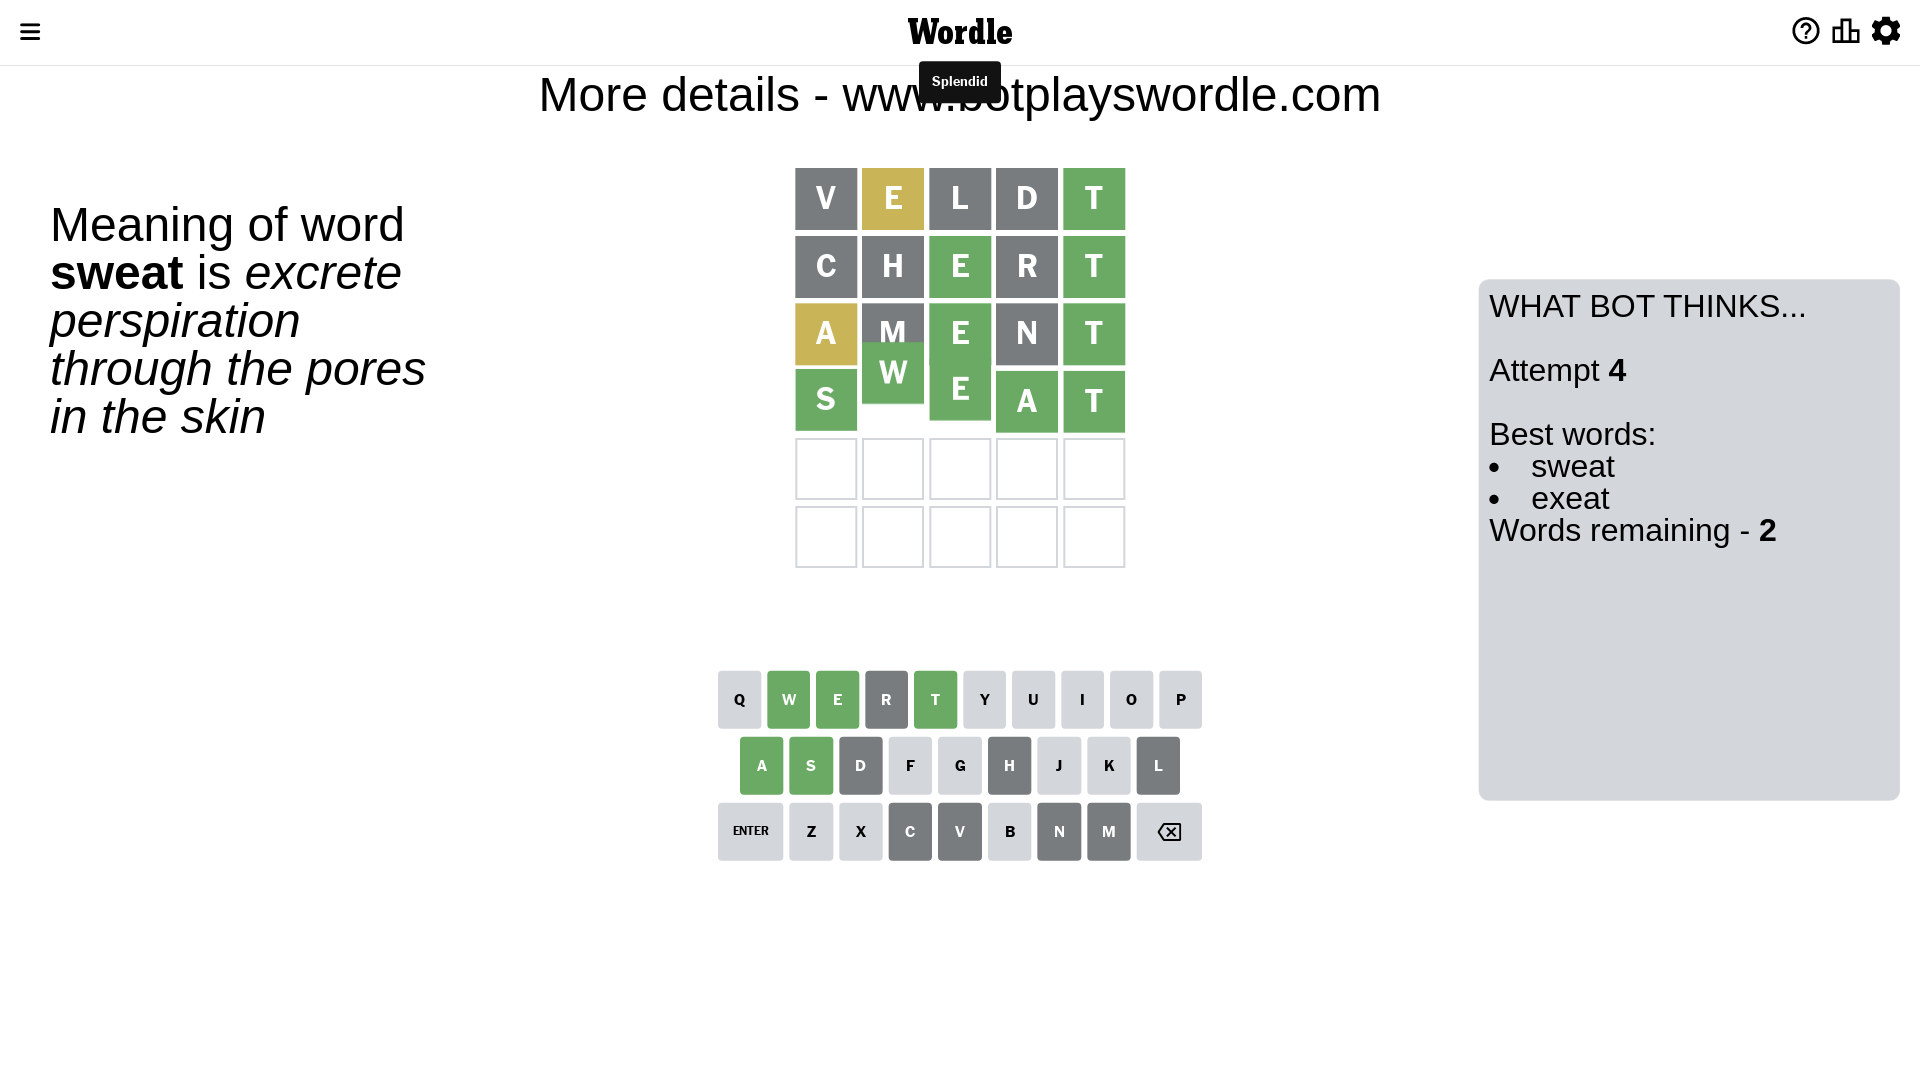 Wordle
Splendid
More details - www.botplayswordle.com
Meaning of word
sweat is excrete
perspiration
through the pores
in the skin
V E L D T
C H E R T
A M E N T
S W E A T
WHAT BOT THINKS...
Attempt 4
Best words:
• sweat
• exeat
Words remaining - 2
Q W E R T Y U I O P
A S D F G H J K L
ENTER Z X C V B N M